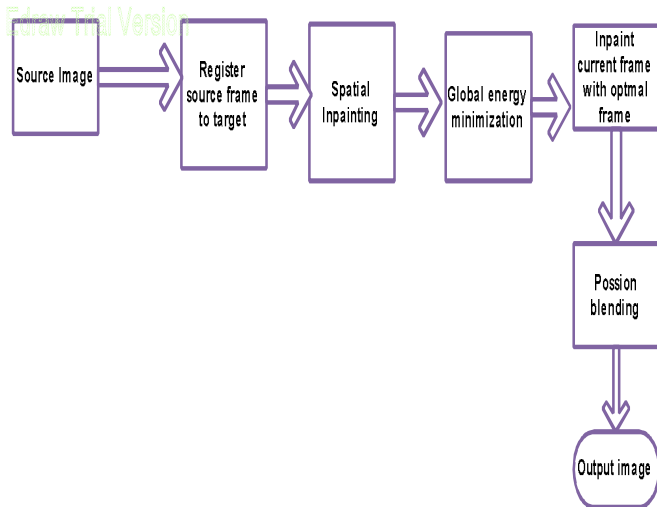 Edraw Trial Version
Source Image
Register
source frame
to target
Spatial
Inpainting
Global energy
minimization
Inpaint
current frame
with optmal
frame
Possion
blending
Output image